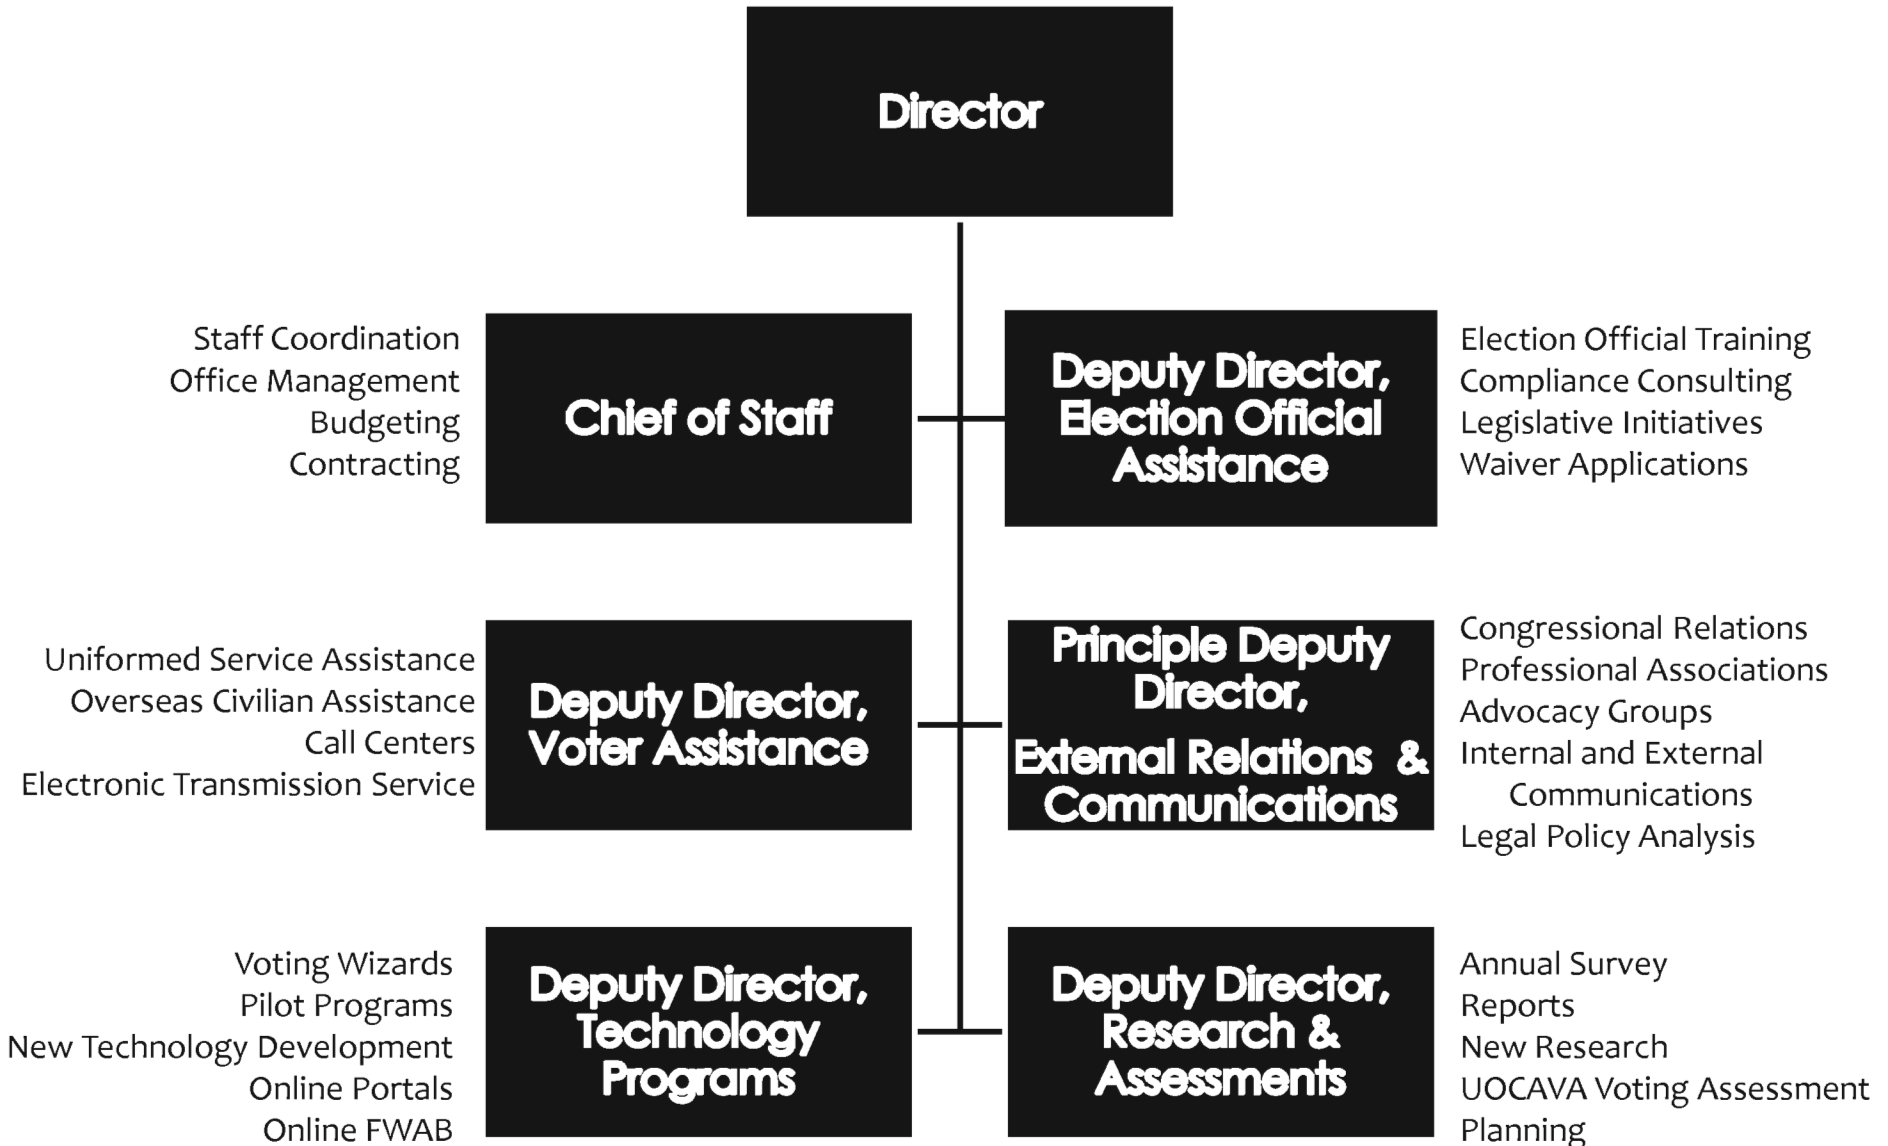 Director
Staff Coordination
Office Management
Budgeting
Contracting
Chief of Staff
Deputy Director,
Election Official
Assistance
Election Official Training
Compliance Consulting
Legislative Initiatives
Waiver Applications
Uniformed Service Assistance
Overseas Civilian Assistance
Call Centers
Electronic Transmission Service
Deputy Director,
Voter Assistance
Principle Deputy
Director,
External Relations &
Communications
Congressional Relations
Professional Associations
Advocacy Groups
Internal and External
Communications
Legal Policy Analysis
Voting Wizards
Pilot Programs
New Technology Development
Online Portals
Online FWAB
Deputy Director,
Technology
Programs
Deputy Director,
Research &
Assessments
Annual Survey
Reports
New Research
UOCAVA Voting Assessment
Planning